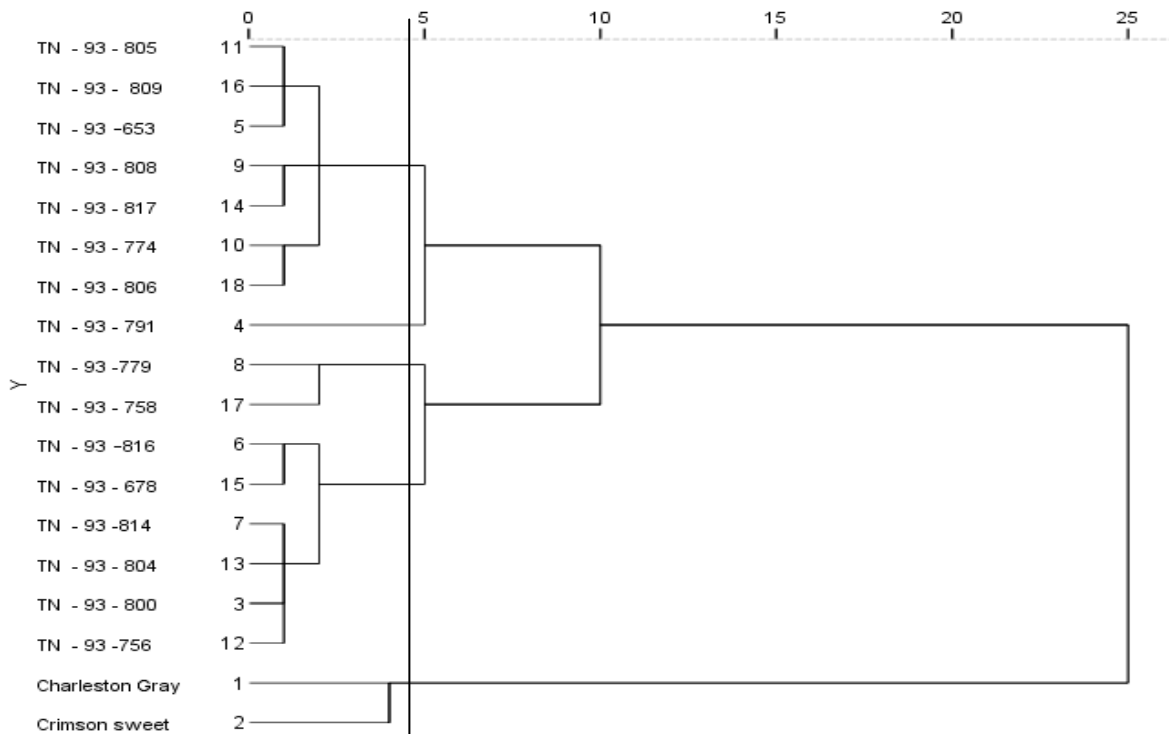 0 5 10 15 20 25
TN - 93 - 805 11
TN - 93 - 809 16
TN - 93 -653 5
TN - 93 - 808 9
TN - 93 - 817 14
TN - 93 - 774 10
TN - 93 - 806 18
TN - 93 - 791 4
TN - 93 -779 8
Y
TN - 93 - 758 17
TN - 93 -816 6
TN - 93 - 678 15
TN - 93 -814 7
TN - 93 - 804 13
TN - 93 - 800 3
TN - 93 -756 12
Charleston Gray 1
Crimson sweet 2